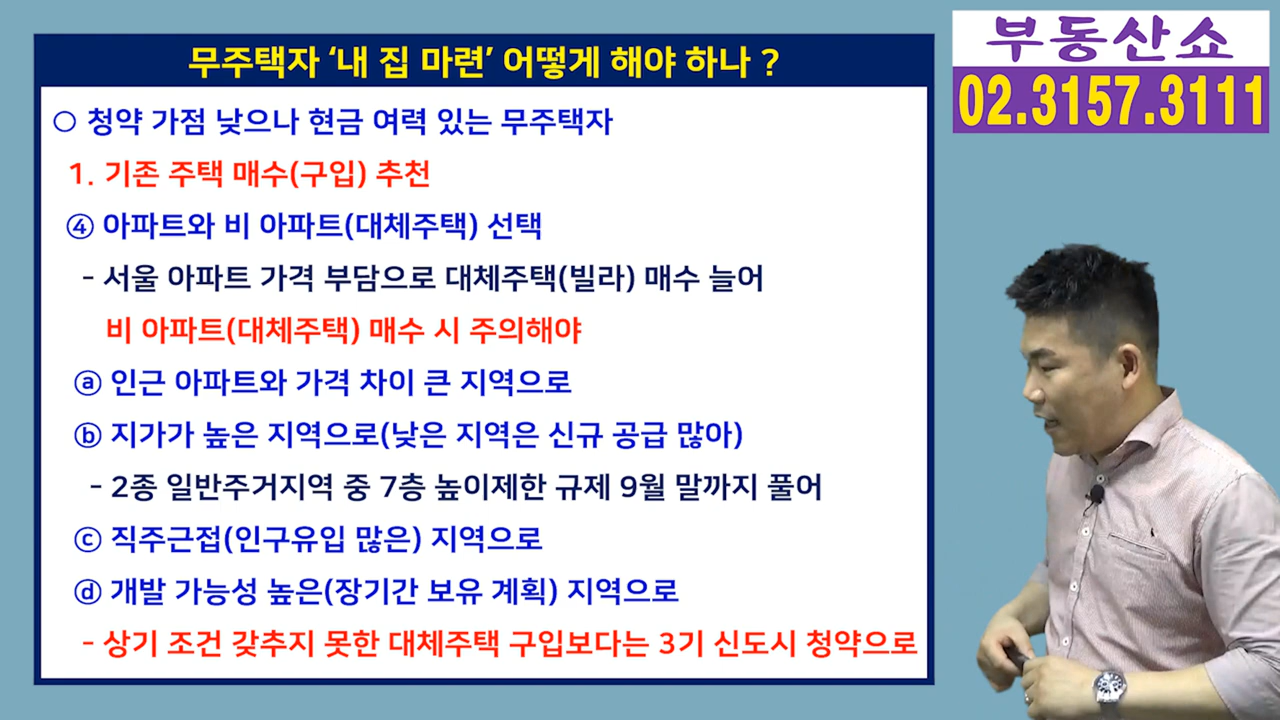 무주택자 ‘내 집 마련’ 어떻게 해야 하나 ?
○ 청약 가점 낮으나 현금 여력 있는 무주택자
1. 기존 주택 매수(구입) 추천
④ 아파트와 비 아파트(대체주택) 선택
- 서울 아파트 가격 부담으로 대체주택(빌라) 매수 늘어
비 아파트(대체주택) 매수 시 주의해야
ⓐ 인근 아파트와 가격 차이 큰 지역으로
ⓑ 지가가 높은 지역으로(낮은 지역은 신규 공급 많아)
- 2종 일반주거지역 중 7층 높이제한 규제 9월 말까지 풀어
ⓒ 직주근접(인구유입 많은) 지역으로
ⓓ 개발 가능성 높은(장기간 보유 계획) 지역으로
- 상기 조건 갖추지 못한 대체주택 구입보다는 3기 신도시 청약으로
부동산쇼
02.3157.3111